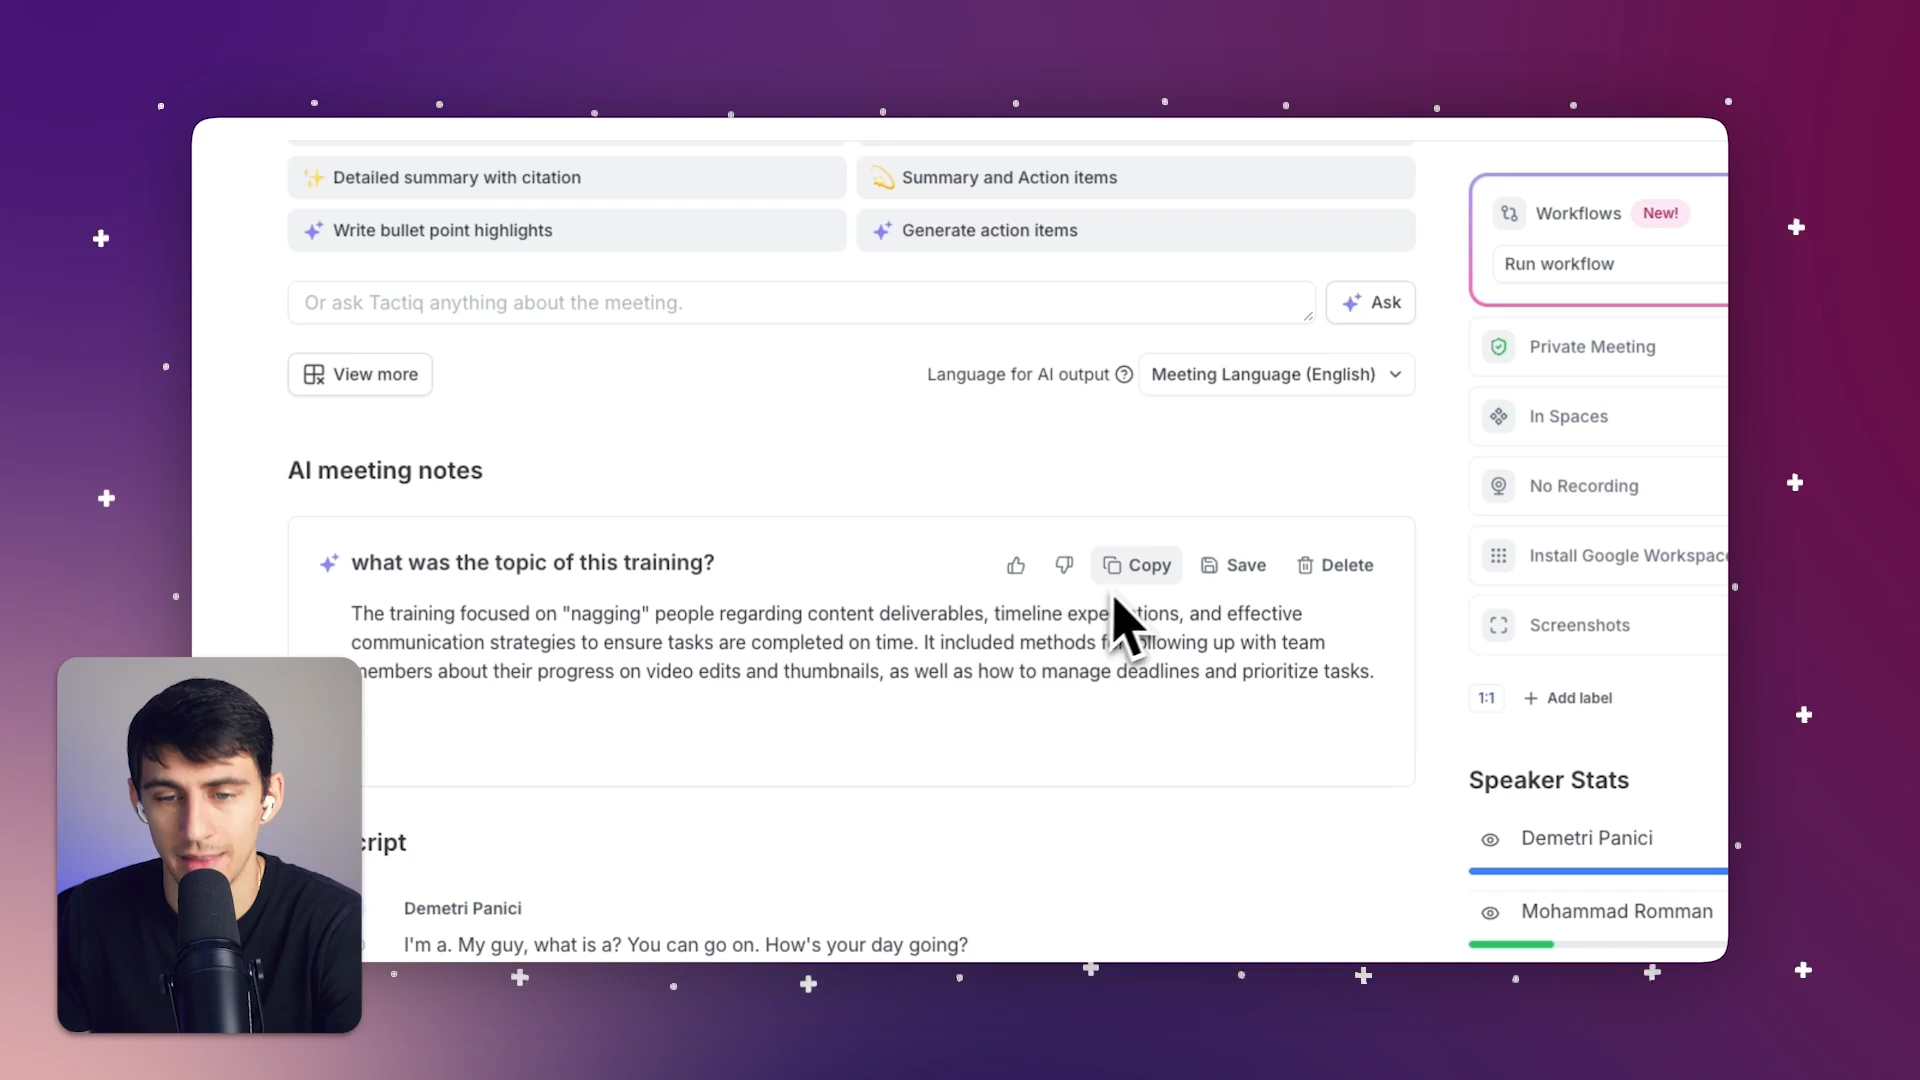 Detailed summary with citation
Summary and Action items
Write bullet point highlights
Generate action items
Or ask Tactiq anything about the meeting.
Ask
View more
Language for AI output
Meeting Language (English)
AI meeting notes
what was the topic of this training?
Copy
Save
Delete
The training focused on "nagging" people regarding content deliverables, timeline and effective
communication strategies to ensure tasks are completed on time. It included methods up with team
about their progress on video edits and thumbnails, as well as how to manage deadlines and prioritize tasks.
Demetri Panici
I'm a. My guy, what is a? You can go on. How's your day going?
Workflows
New!
Run workflow
Private Meeting
In Spaces
No Recording
Install Google
Screenshots
1:1
+ Add label
Speaker Stats
Demetri Panici
Mohammad Romman